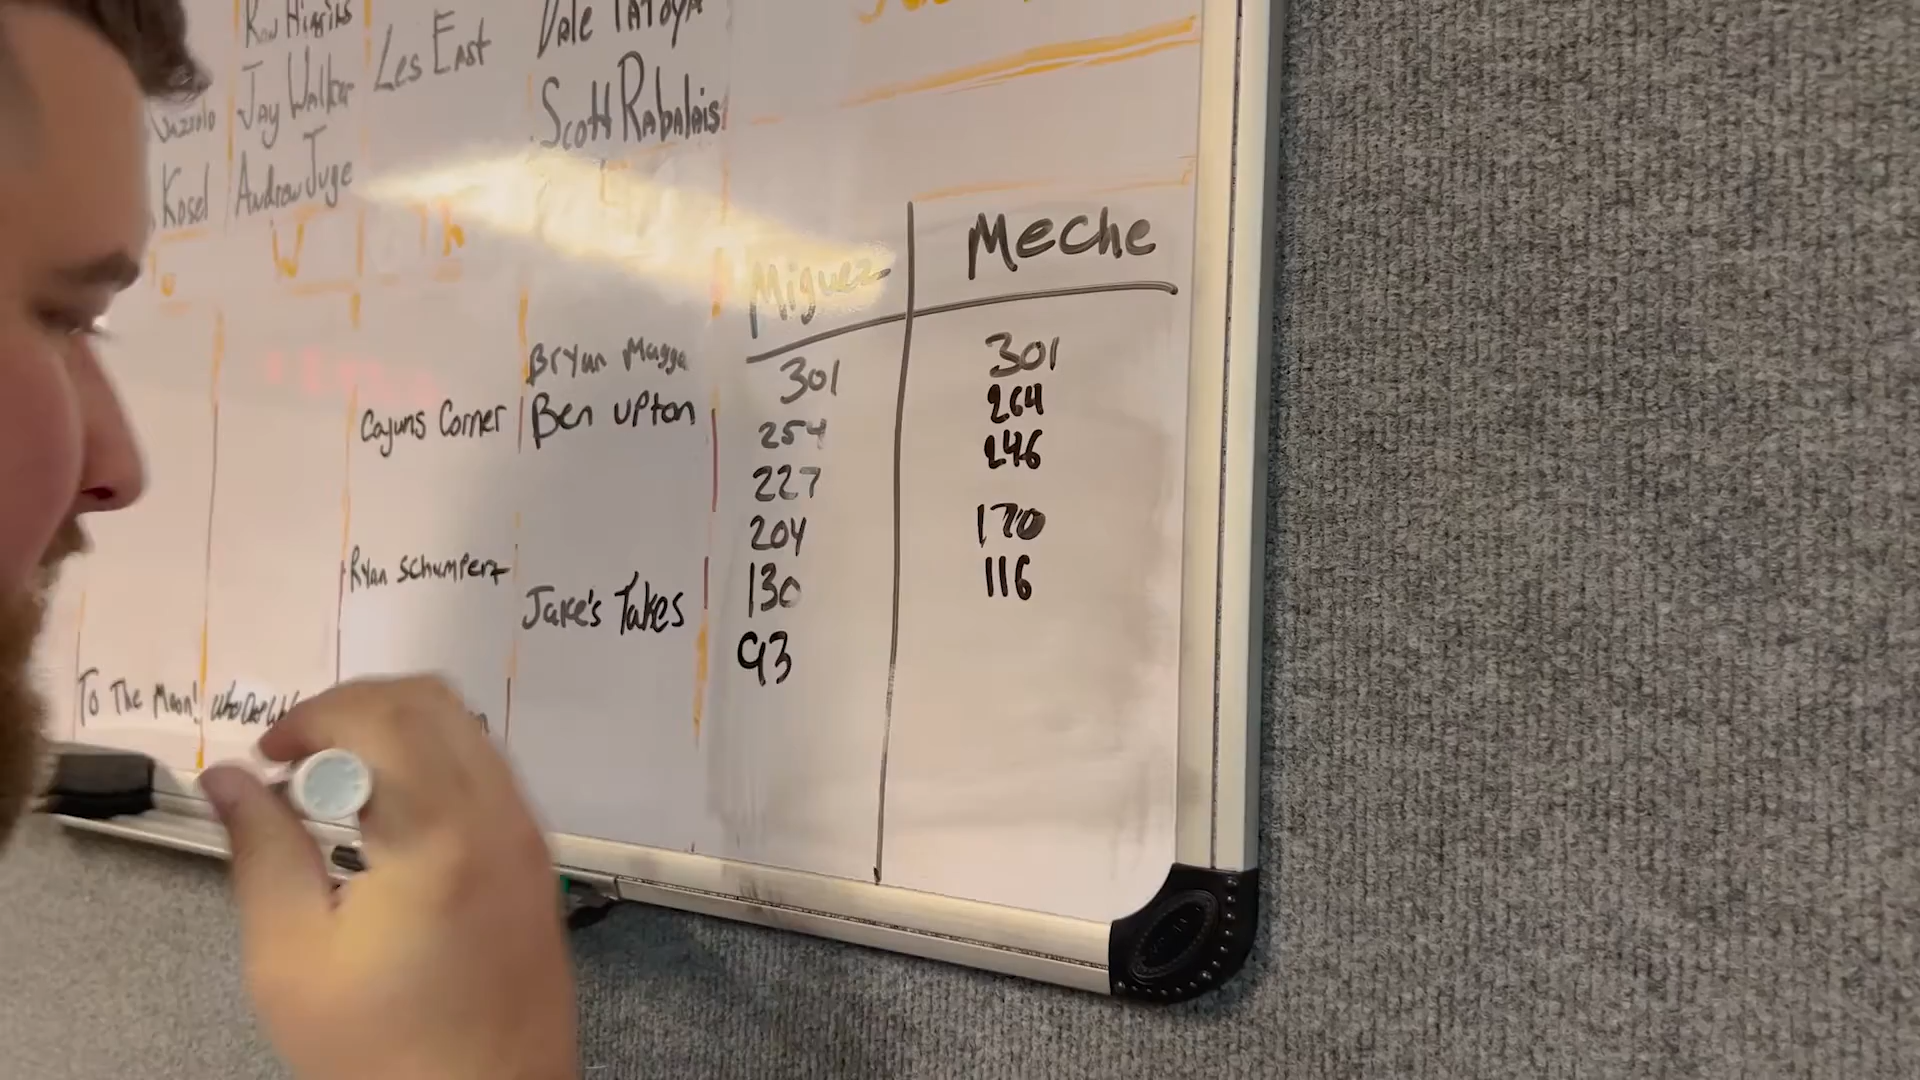 Ron Higgins
Jay Walker
Andrew Juge
Kosel
Les East
Dale
Scott Rabalais
W
Th
Miguez
Meche
Bryan
Ben Upton
Cajuns Corner
Ryan Schumpert
Jake's Takes
To The Moon!
301
254
227
204
130
93
301
264
246
170
116